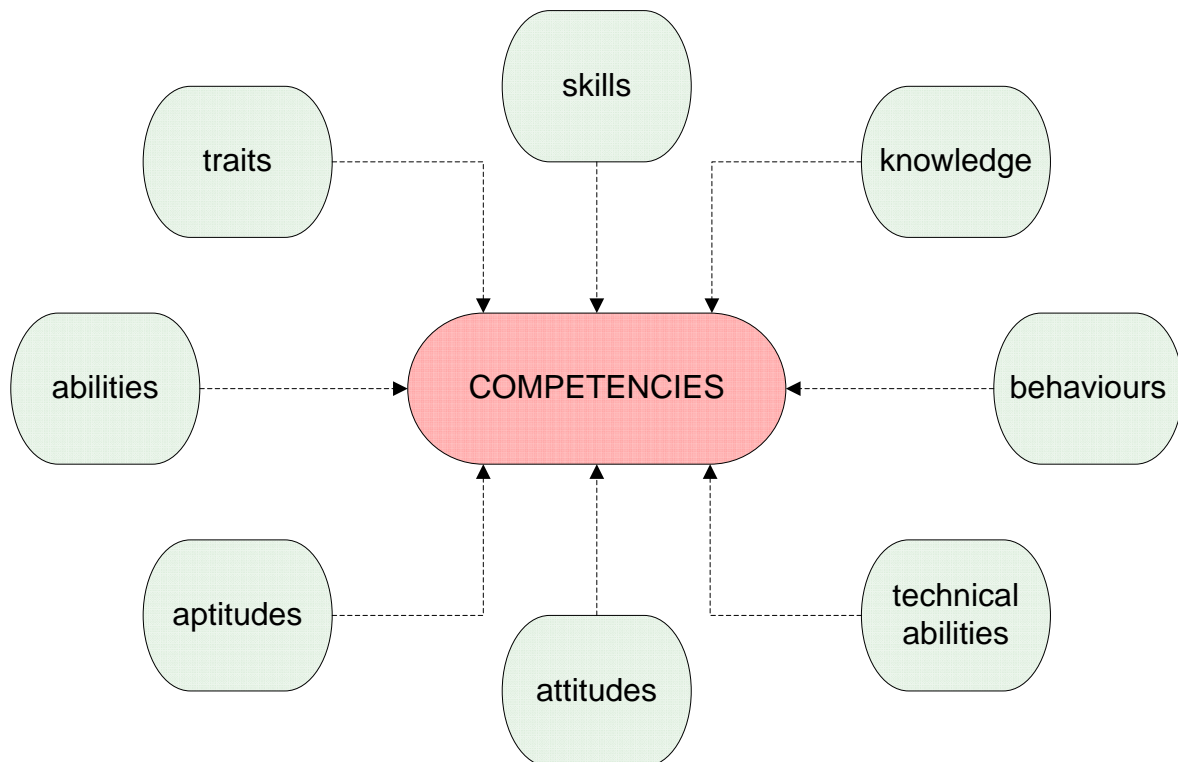 skills
traits
knowledge
abilities
COMPETENCIES
behaviours
aptitudes
technical
abilities
attitudes